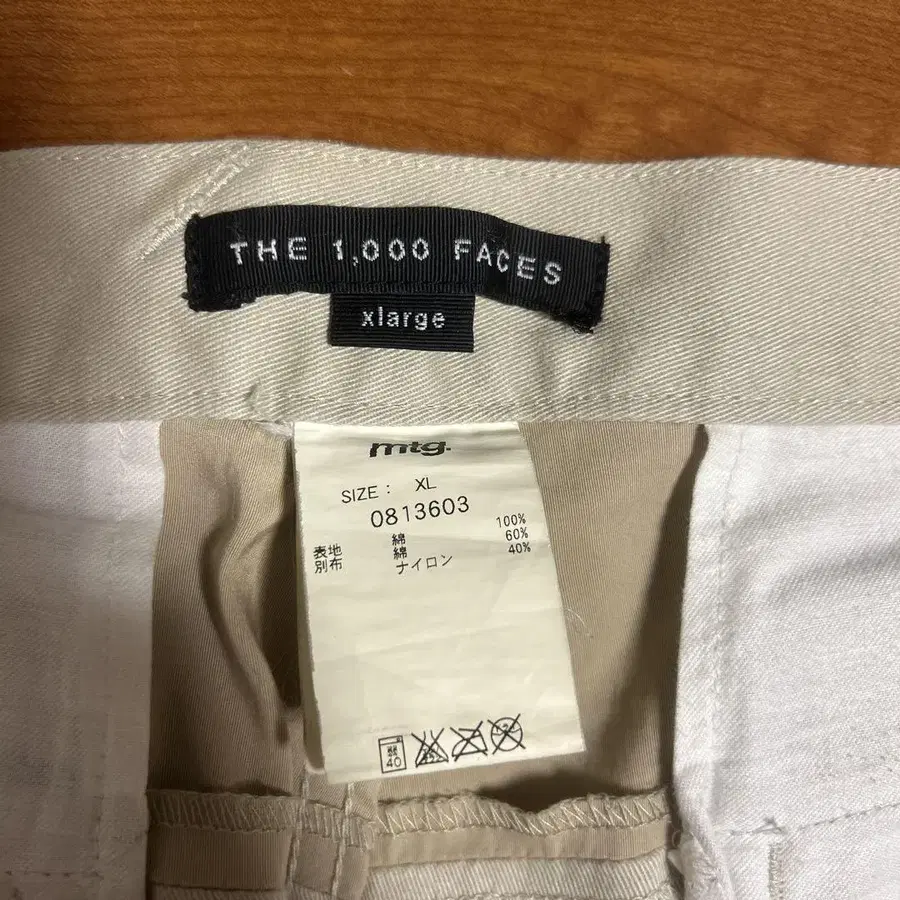 THE 1,000 FACES
xlarge
mtg.
SIZE : XL
0813603
表地 綿 100%
別布 綿 60%
ナイロン 40%
弱
40